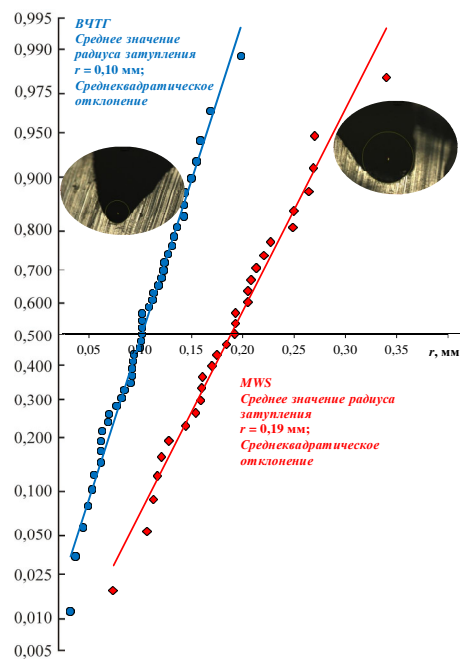 0,995
0,990
0,975
0,950
0,900
0,800
0,700
0,600
0,500
0,400
0,300
0,200
0,100
0,050
0,025
0,010
0,005
ВЧТГ
Среднее значение
радиуса затупления
r = 0,10 мм;
Среднеквадратическое
отклонение
0,05 0,10 0,15 0,20 0,25 0,30 0,35 r, мм
MWS
Среднее значение радиуса
затупления
r = 0,19 мм;
Среднеквадратическое
отклонение